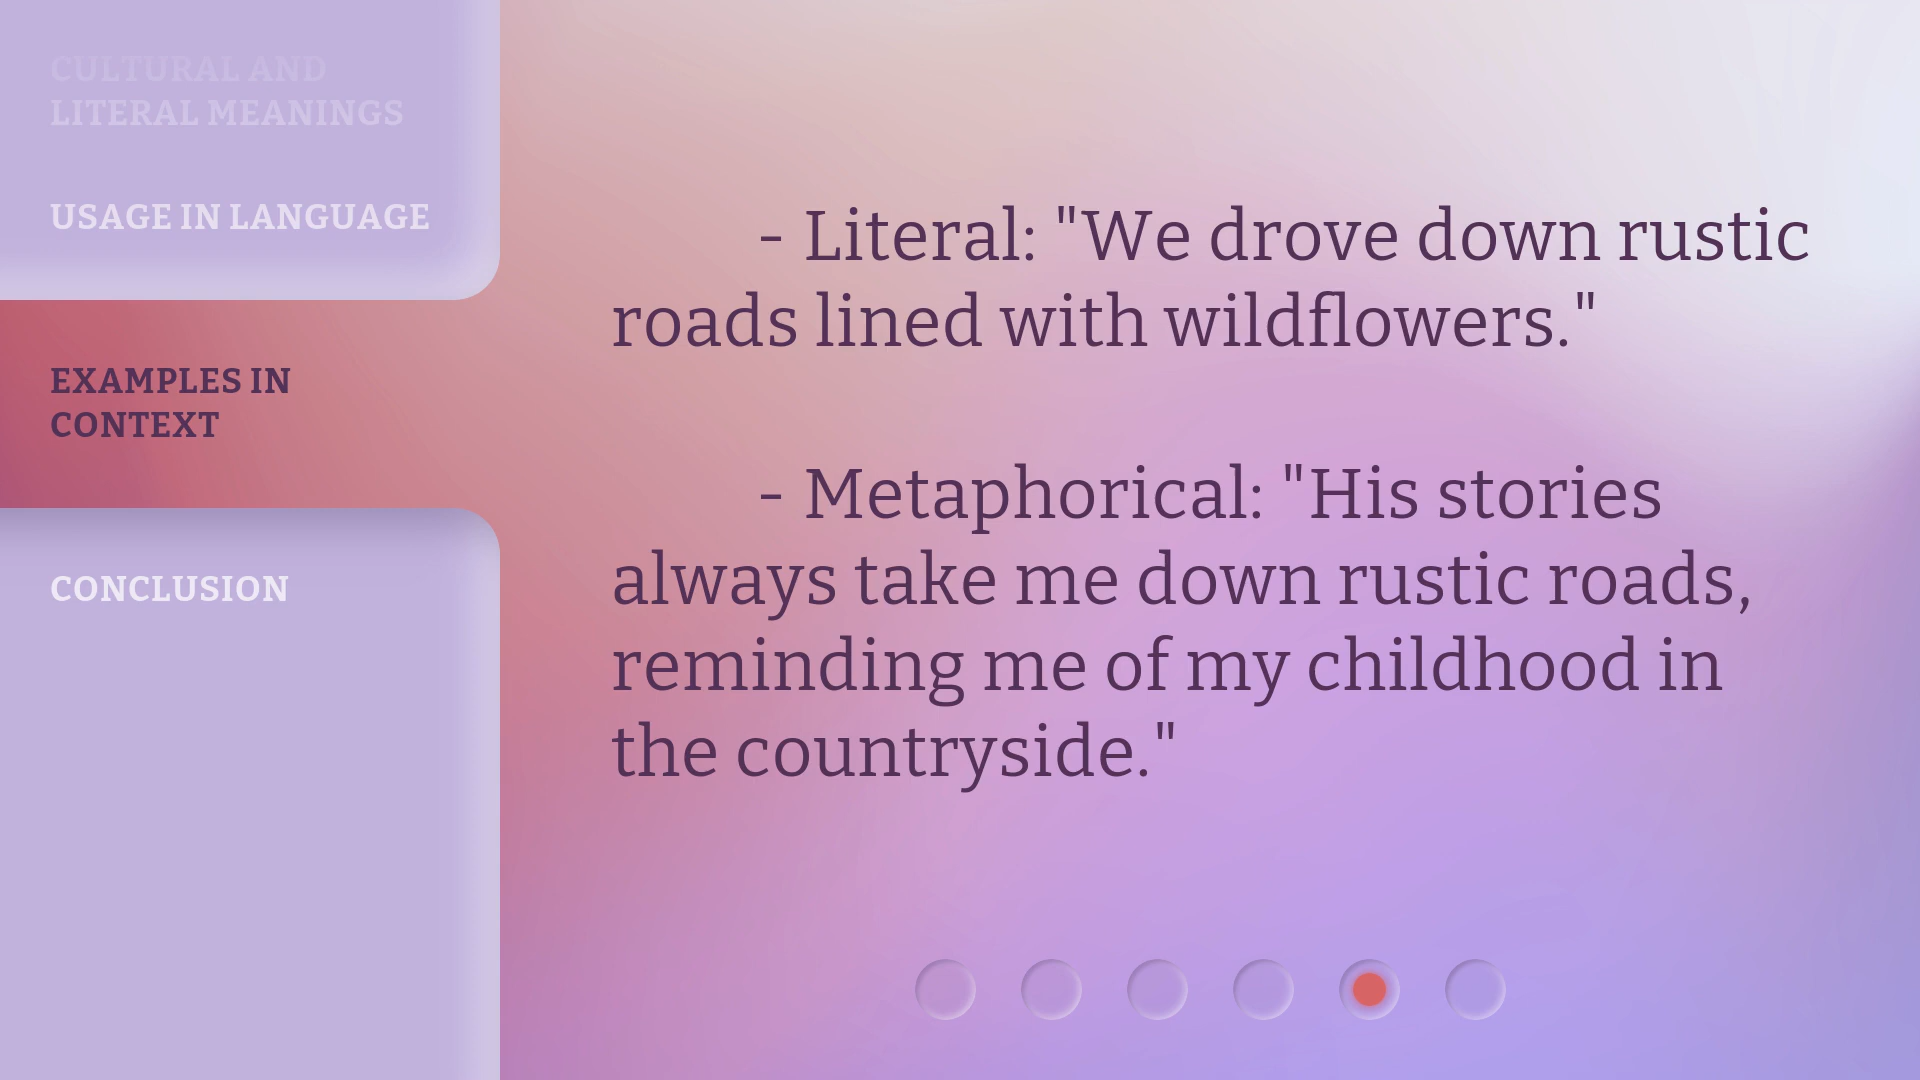 CULTURAL AND
LITERAL MEANINGS
USAGE IN LANGUAGE
EXAMPLES IN
CONTEXT
CONCLUSION
- Literal: "We drove down rustic
roads lined with wildflowers."
- Metaphorical: "His stories
always take me down rustic roads,
reminding me of my childhood in
the countryside."